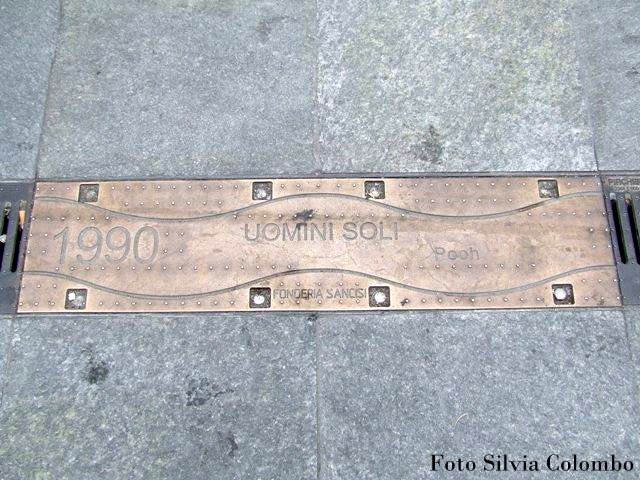 1990
UOMINI SOLI
Pooh
FONDERIA SANCISI
Foto Silvia Colombo